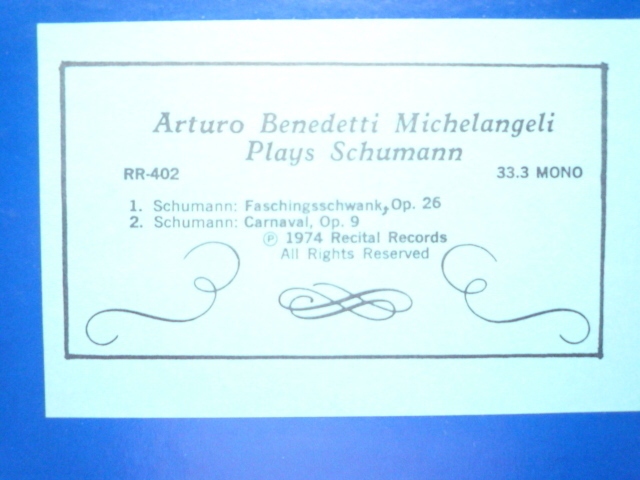 Arturo Benedetti Michelangeli
Plays Schumann
RR-402 33.3 MONO
1. Schumann: Faschingsschwank, Op. 26
2. Schumann: Carnaval, Op. 9
℗ 1974 Recital Records
All Rights Reserved